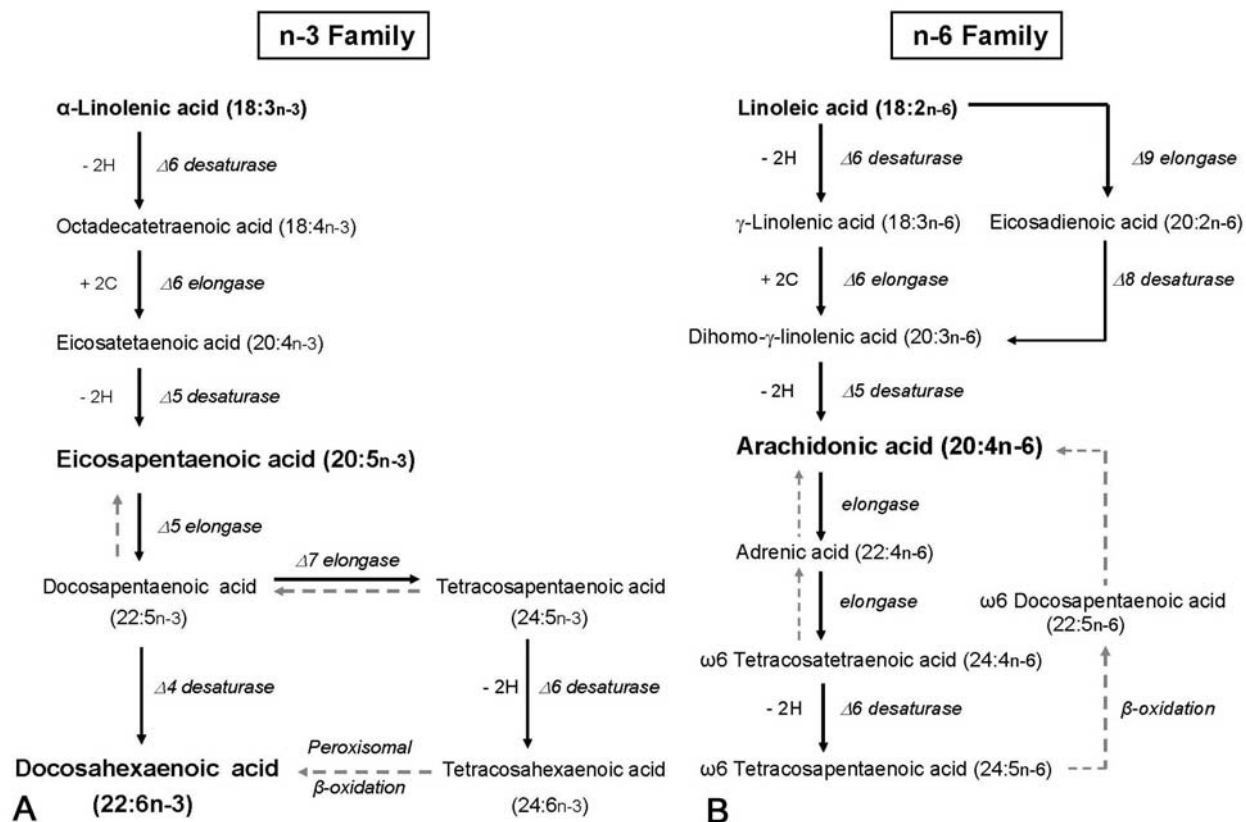 n-3 Family
α-Linolenic acid (18:3n-3)
- 2H
Δ6 desaturase
Octadecatetraenoic acid (18:4n-3)
+ 2C
Δ6 elongase
Eicosatetaenoic acid (20:4n-3)
- 2H
Δ5 desaturase
Eicosapentaenoic acid (20:5n-3)
Δ5 elongase
Δ7 elongase
Docosapentaenoic acid
(22:5n-3)
Tetracosapentaenoic acid
(24:5n-3)
Δ4 desaturase
- 2H
Δ6 desaturase
Docosahexaenoic acid
(22:6n-3)
Peroxisomal
β-oxidation
Tetracosahexaenoic acid
(24:6n-3)
A
n-6 Family
Linoleic acid (18:2n-6)
- 2H
Δ6 desaturase
Δ9 elongase
γ-Linolenic acid (18:3n-6)
Eicosadienoic acid (20:2n-6)
+ 2C
Δ6 elongase
Δ8 desaturase
Dihomo-γ-linolenic acid (20:3n-6)
- 2H
Δ5 desaturase
Arachidonic acid (20:4n-6)
elongase
Adrenic acid (22:4n-6)
elongase
ω6 Docosapentaenoic acid
(22:5n-6)
ω6 Tetracosatetraenoic acid (24:4n-6)
- 2H
Δ6 desaturase
β-oxidation
ω6 Tetracosapentaenoic acid (24:5n-6)
B